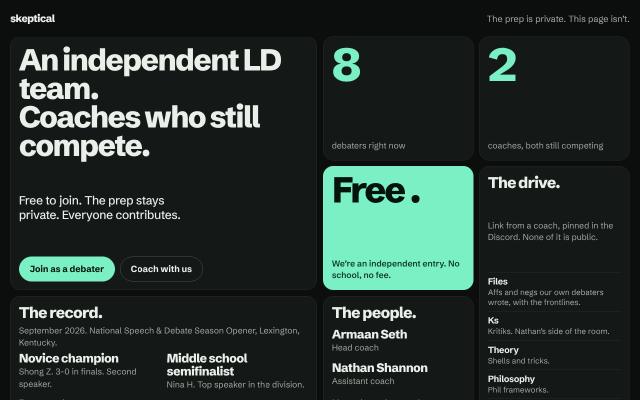 skeptical
The prep is private. This page isn't.
An independent LD
team.
Coaches who still
compete.
Free to join. The prep stays
private. Everyone contributes.
Join as a debater
Coach with us
8
debaters right now
2
coaches, both still competing
Free .
We're an independent entry. No
school, no fee.
The drive.
Link from a coach, pinned in the
Discord. None of it is public.
Files
Affs and negs our own debaters
wrote, with the frontlines.
Ks
Kritiks. Nathan's side of the room.
Theory
Shells and tricks.
Philosophy
Phil frameworks.
The record.
September 2026. National Speech & Debate Season Opener, Lexington,
Kentucky.
Novice champion
Shong Z. 3-0 in finals. Second
speaker.
Middle school
semifinalist
Nina H. Top speaker in the division.
The people.
Armaan Seth
Head coach
Nathan Shannon
Assistant coach